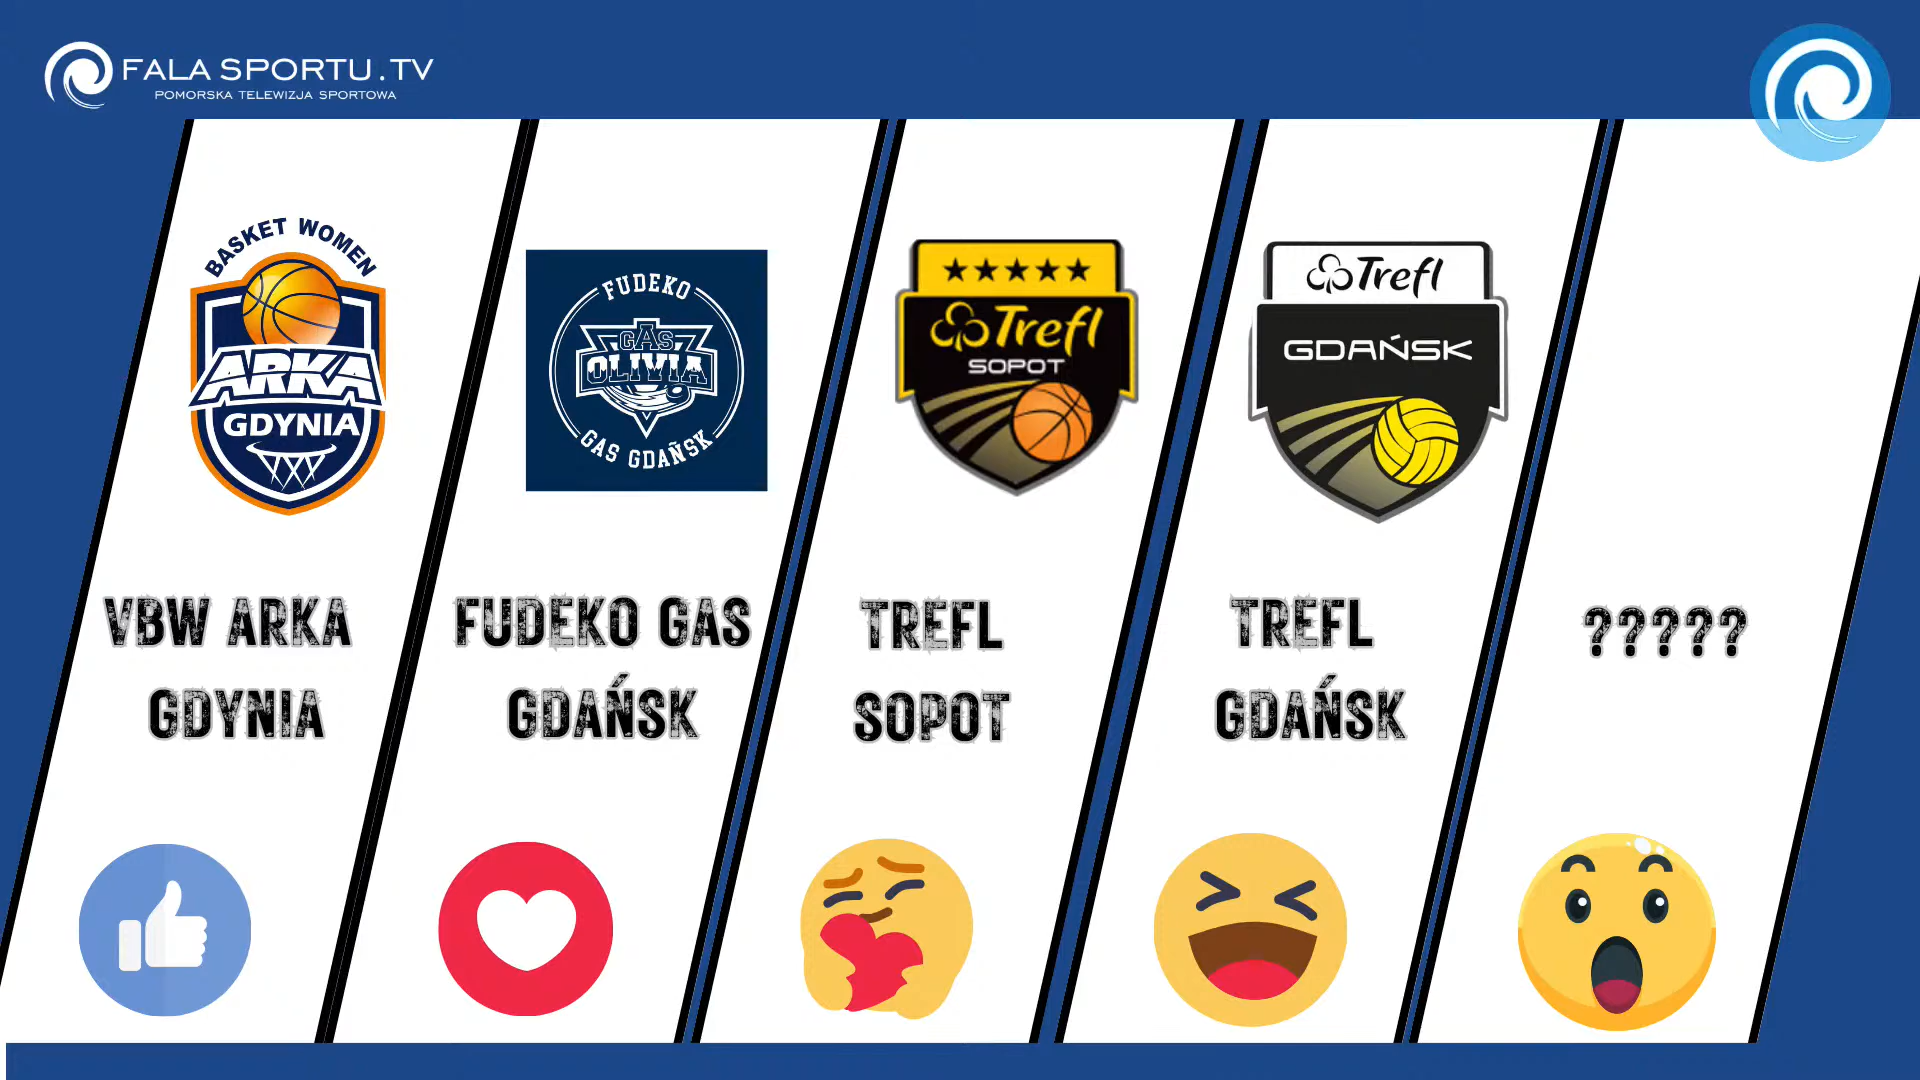 FALA SPORTU.TV
POMORSKA TELEWIZJA SPORTOWA
BASKET WOMEN
ARKA
GDYNIA
FUDEKO
GAS
OLIVIA
GAS GDAŃSK
Trefl
SOPOT
Trefl
GDAŃSK
VBW ARKA
GDYNIA
FUDEKO GAS
GDAŃSK
TREFL
SOPOT
TREFL
GDAŃSK
?????